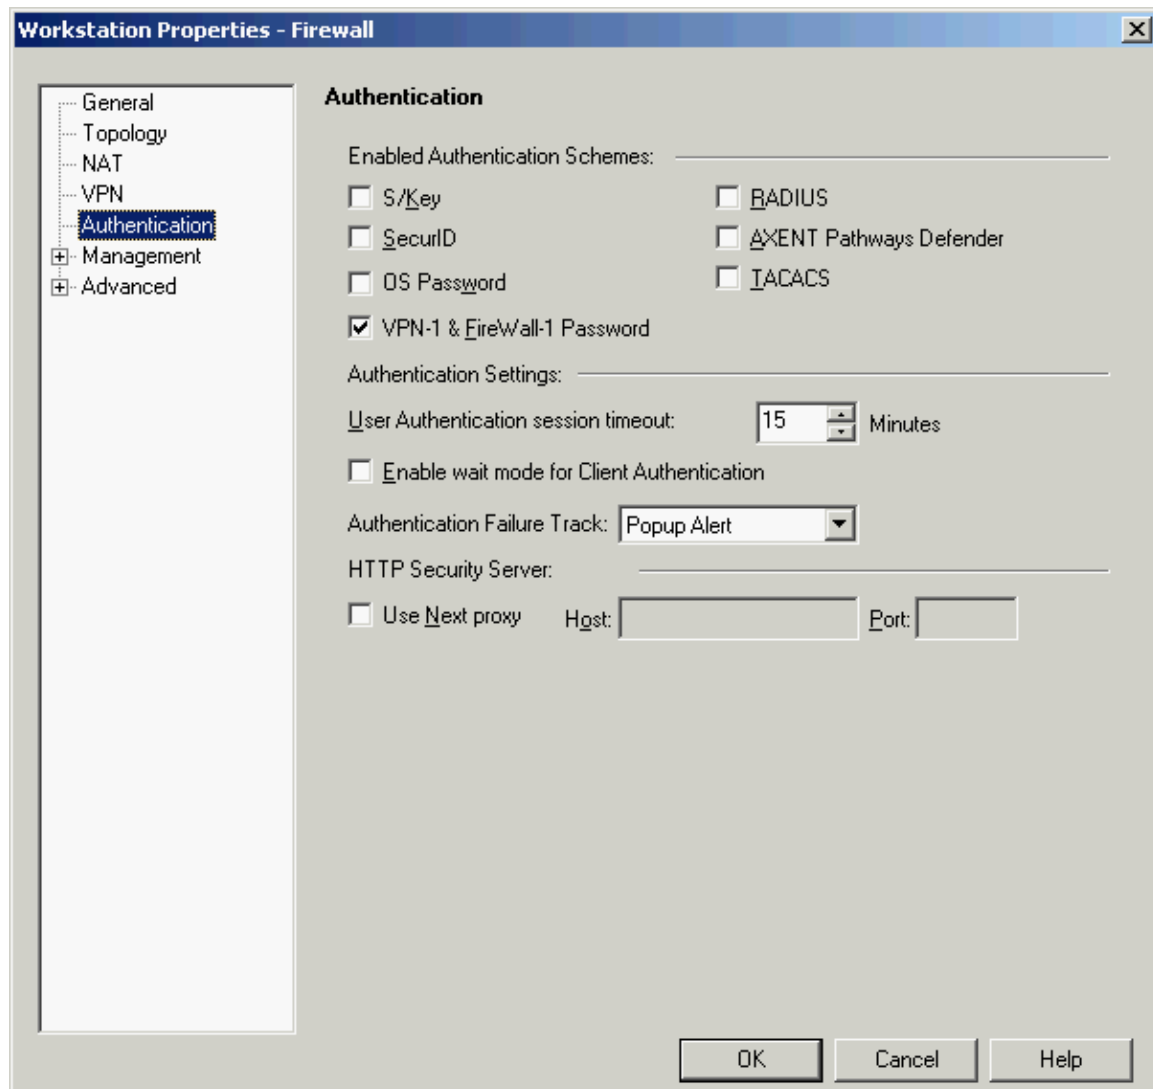 Workstation Properties - Firewall
General
Topology
NAT
VPN
Authentication
Management
Advanced
Authentication
Enabled Authentication Schemes:
S/Key
RADIUS
SecurID
AXENT Pathways Defender
OS Password
TACACS
VPN-1 & FireWall-1 Password
Authentication Settings:
User Authentication session timeout: 15 Minutes
Enable wait mode for Client Authentication
Authentication Failure Track: Popup Alert
HTTP Security Server:
Use Next proxy Host: Port:
OK Cancel Help